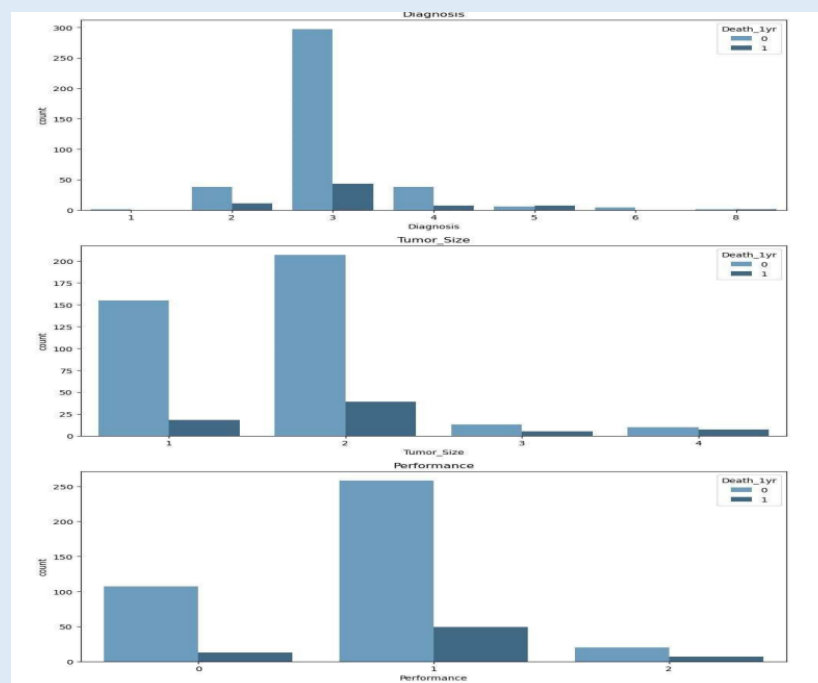 Diagnosis
300
250
200
150
100
50
0
count
Death_1yr
0
1
1 2 3 4 5 6 8
Diagnosis
Tumor_Size
200
175
150
125
100
75
50
25
0
count
Death_1yr
0
1
1 2 3 4
Tumor_Size
Performance
250
200
150
100
50
0
count
Death_1yr
0
1
0 1 2
Performance